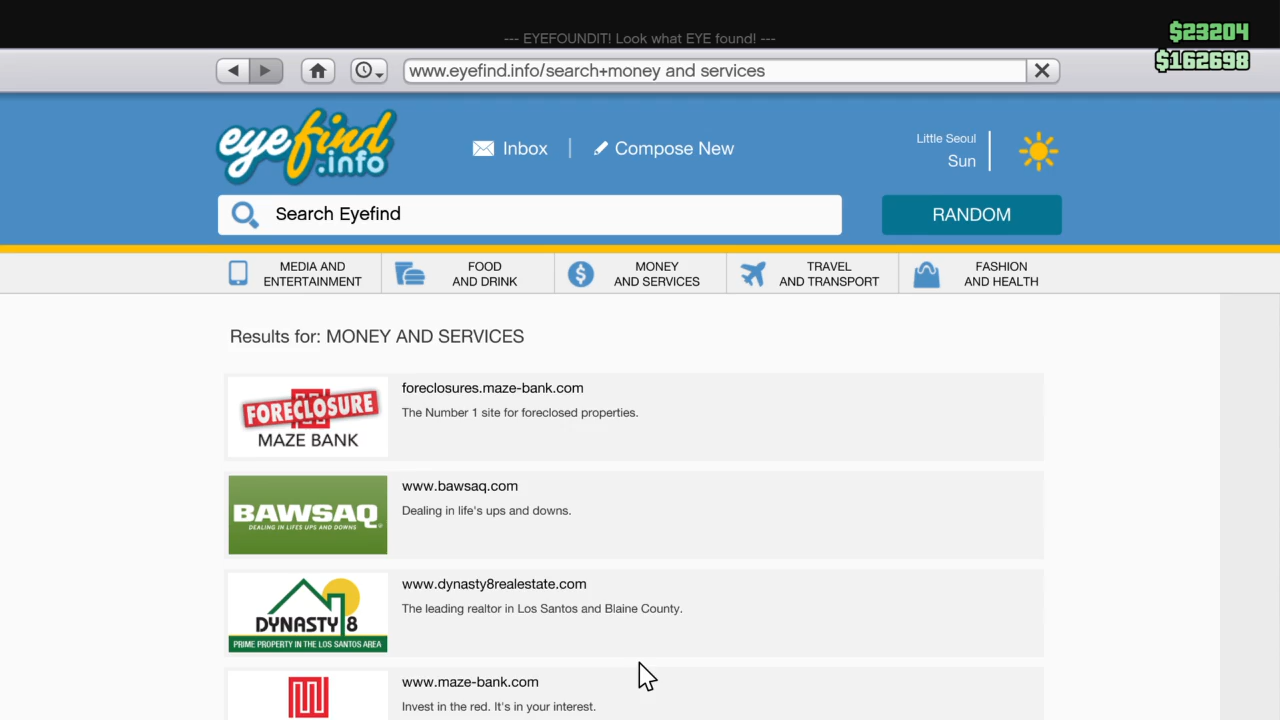 --- EYEFOUNDIT! Look what EYE found! ---
$23204
$162698
www.eyefind.info/search+money and services
eyefind
.info
Inbox
Compose New
Little Seoul
Sun
Search Eyefind
RANDOM
MEDIA AND
ENTERTAINMENT
FOOD
AND DRINK
MONEY
AND SERVICES
TRAVEL
AND TRANSPORT
FASHION
AND HEALTH
Results for: MONEY AND SERVICES
FORECLOSURE
MAZE BANK
foreclosures.maze-bank.com
The Number 1 site for foreclosed properties.
BAWSAQ
DEALING IN LIFES UPS AND DOWNS
www.bawsaq.com
Dealing in life's ups and downs.
DYNASTY 8
PRIME PROPERTY IN THE LOS SANTOS AREA
www.dynasty8realestate.com
The leading realtor in Los Santos and Blaine County.
www.maze-bank.com
Invest in the red. It's in your interest.